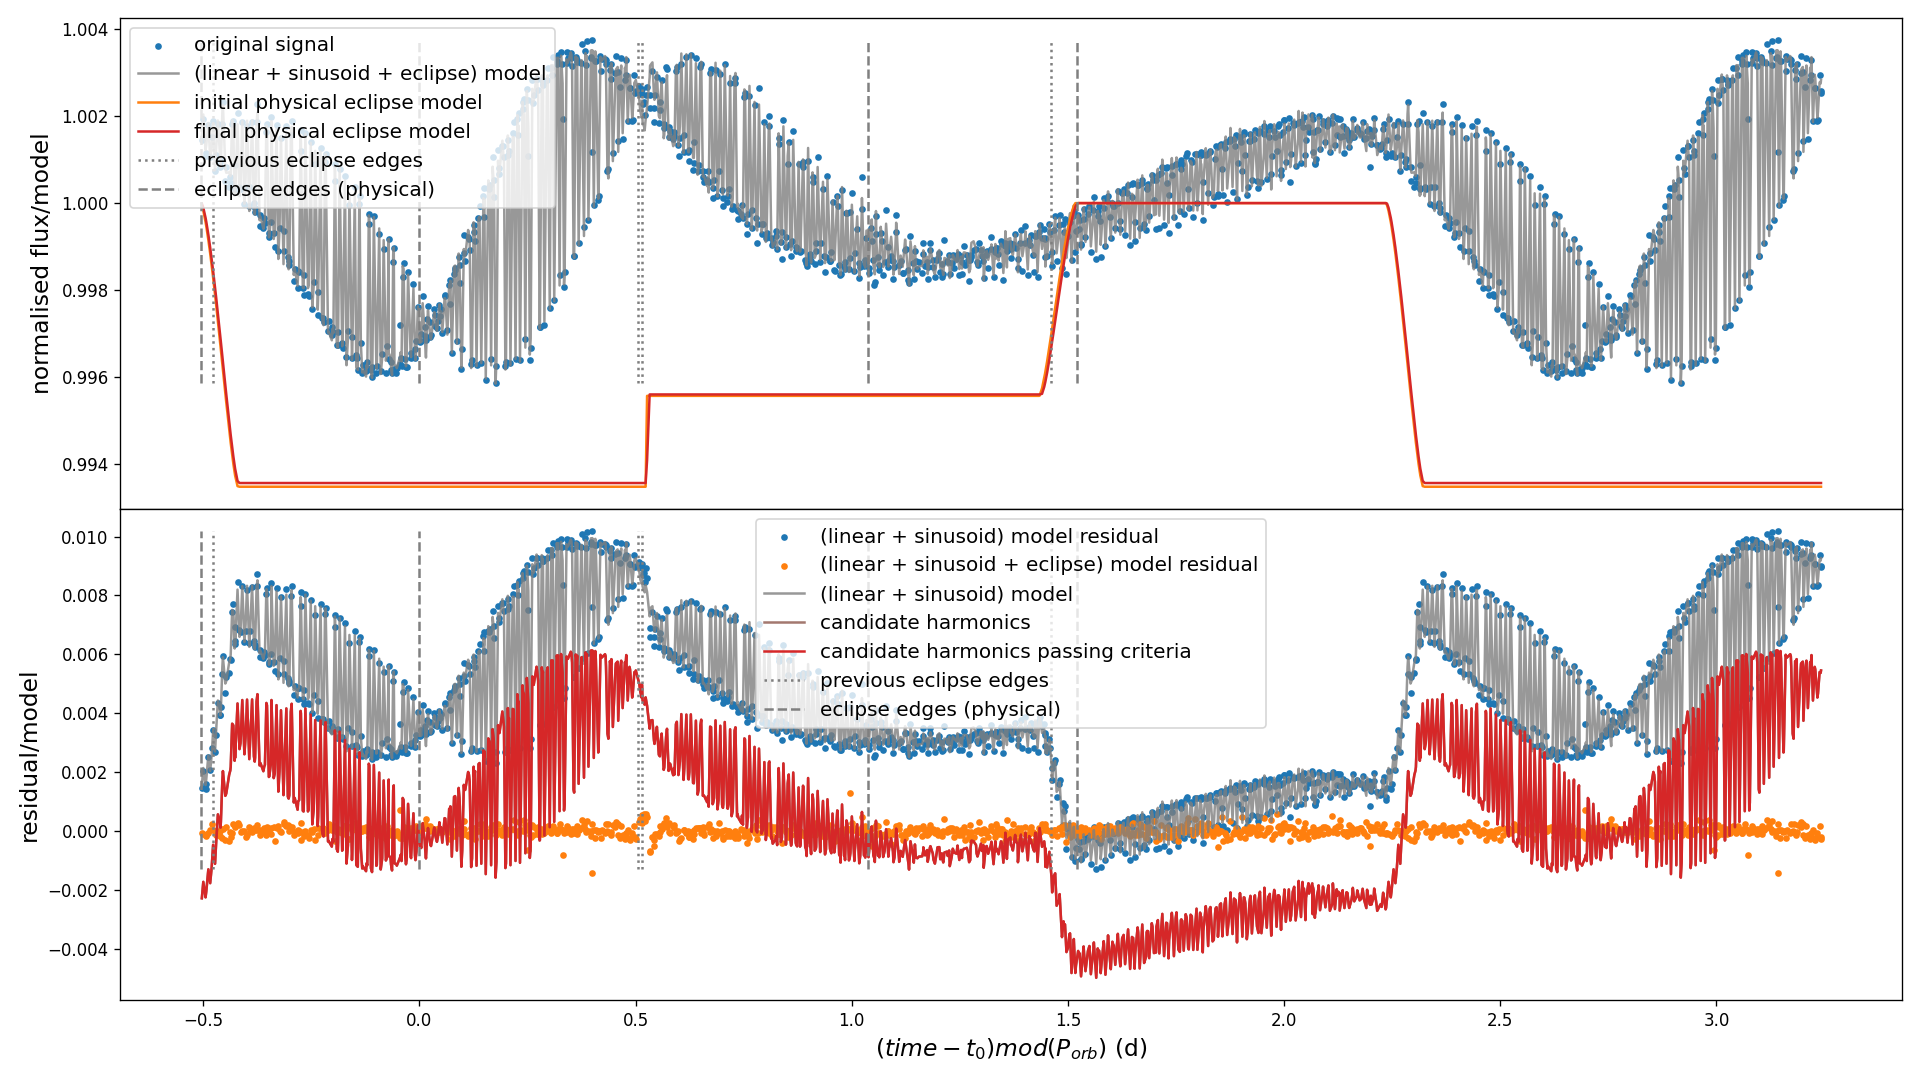 normalised flux/model
1.004
1.002
1.000
0.998
0.996
0.994
original signal
(linear + sinusoid + eclipse) model
initial physical eclipse model
final physical eclipse model
previous eclipse edges
eclipse edges (physical)
residual/model
0.010
0.008
0.006
0.004
0.002
0.000
−0.002
−0.004
(linear + sinusoid) model residual
(linear + sinusoid + eclipse) model residual
(linear + sinusoid) model
candidate harmonics
candidate harmonics passing criteria
previous eclipse edges
eclipse edges (physical)
−0.5 0.0 0.5 1.0 1.5 2.0 2.5 3.0
(time − t₀)mod(P_orb) (d)